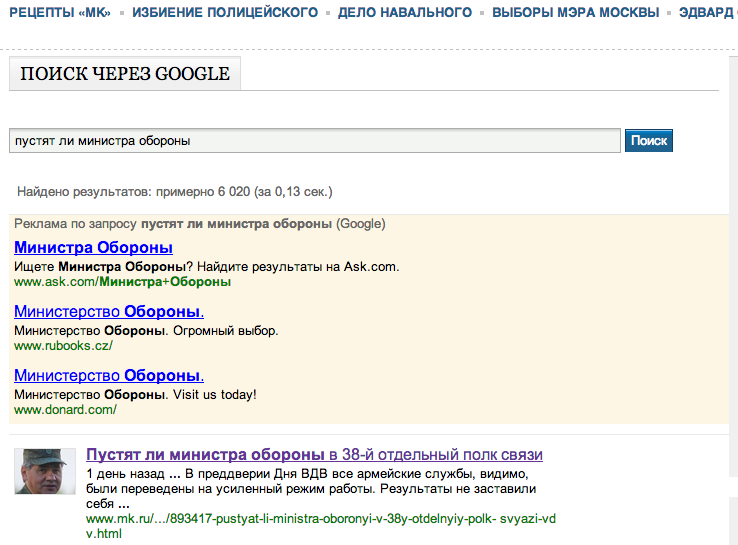 РЕЦЕПТЫ «МК» ▪ ИЗБИЕНИЕ ПОЛИЦЕЙСКОГО ▪ ДЕЛО НАВАЛЬНОГО ▪ ВЫБОРЫ МЭРА МОСКВЫ ▪ ЭДВАРД
ПОИСК ЧЕРЕЗ GOOGLE
пустят ли министра обороны Поиск
Найдено результатов: примерно 6 020 (за 0,13 сек.)
Реклама по запросу пустят ли министра обороны (Google)
Министра Обороны
Ищете Министра Обороны? Найдите результаты на Ask.com.
www.ask.com/Министра+Обороны
Министерство Обороны.
Министерство Обороны. Огромный выбор.
www.rubooks.cz/
Министерство Обороны.
Министерство Обороны. Visit us today!
www.donard.com/
Пустят ли министра обороны в 38-й отдельный полк связи
1 день назад ... В преддверии Дня ВДВ все армейские службы, видимо,
были переведены на усиленный режим работы. Результаты не заставили
себя ...
www.mk.ru/.../893417-pustyat-li-ministra-oboronyi-v-38y-otdelnyiy-polk- svyazi-vd
v.html